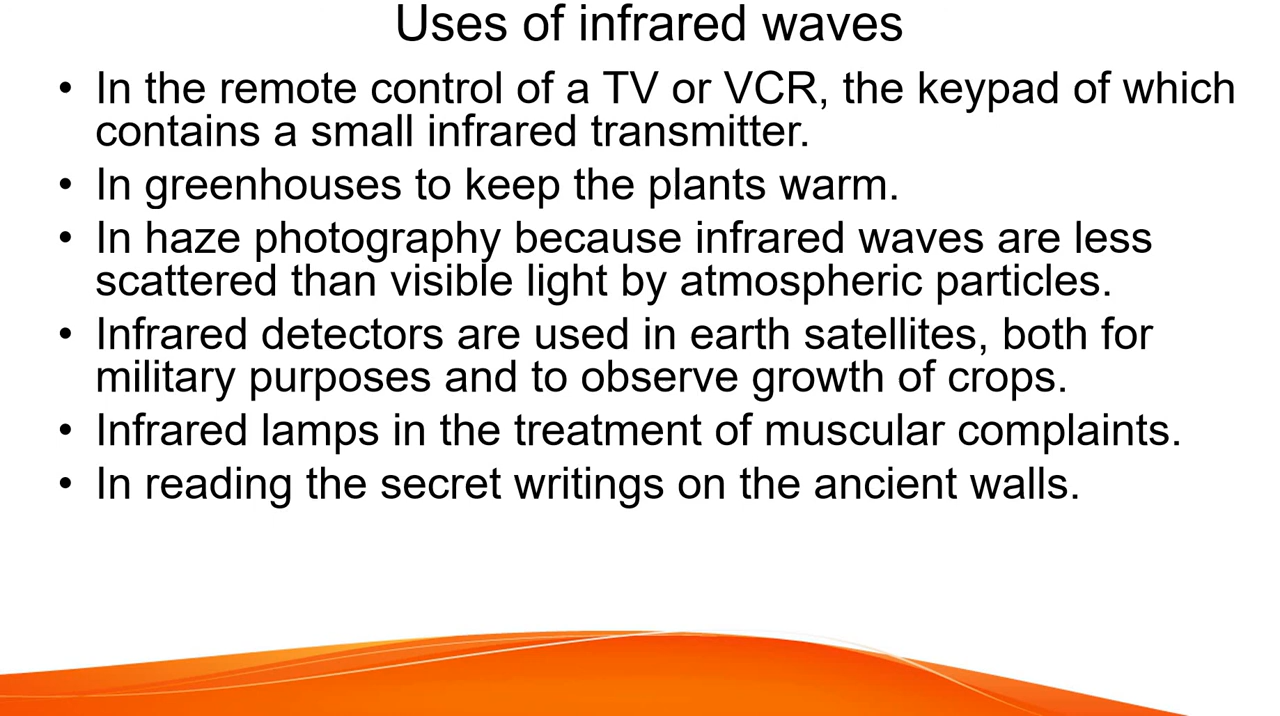 Uses of infrared waves
• In the remote control of a TV or VCR, the keypad of which
contains a small infrared transmitter.
• In greenhouses to keep the plants warm.
• In haze photography because infrared waves are less
scattered than visible light by atmospheric particles.
• Infrared detectors are used in earth satellites, both for
military purposes and to observe growth of crops.
• Infrared lamps in the treatment of muscular complaints.
• In reading the secret writings on the ancient walls.